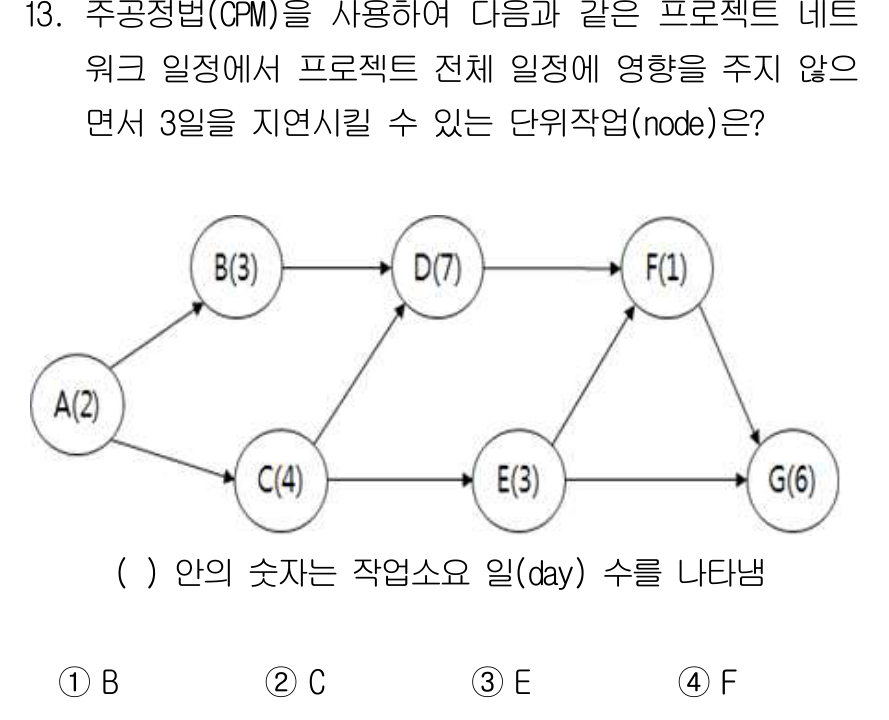 13. 주공정법(CPM)을 사용하여 다음과 같은 프로젝트 네트
워크 일정에서 프로젝트 전체 일정에 영향을 주지 않으
면서 3일을 지연시킬 수 있는 단위작업(node)은?
B(3) D(7) F(1)
A(2)
C(4) E(3) G(6)
( ) 안의 숫자는 작업소요 일(day) 수를 나타냄
① B ② C ③ E ④ F